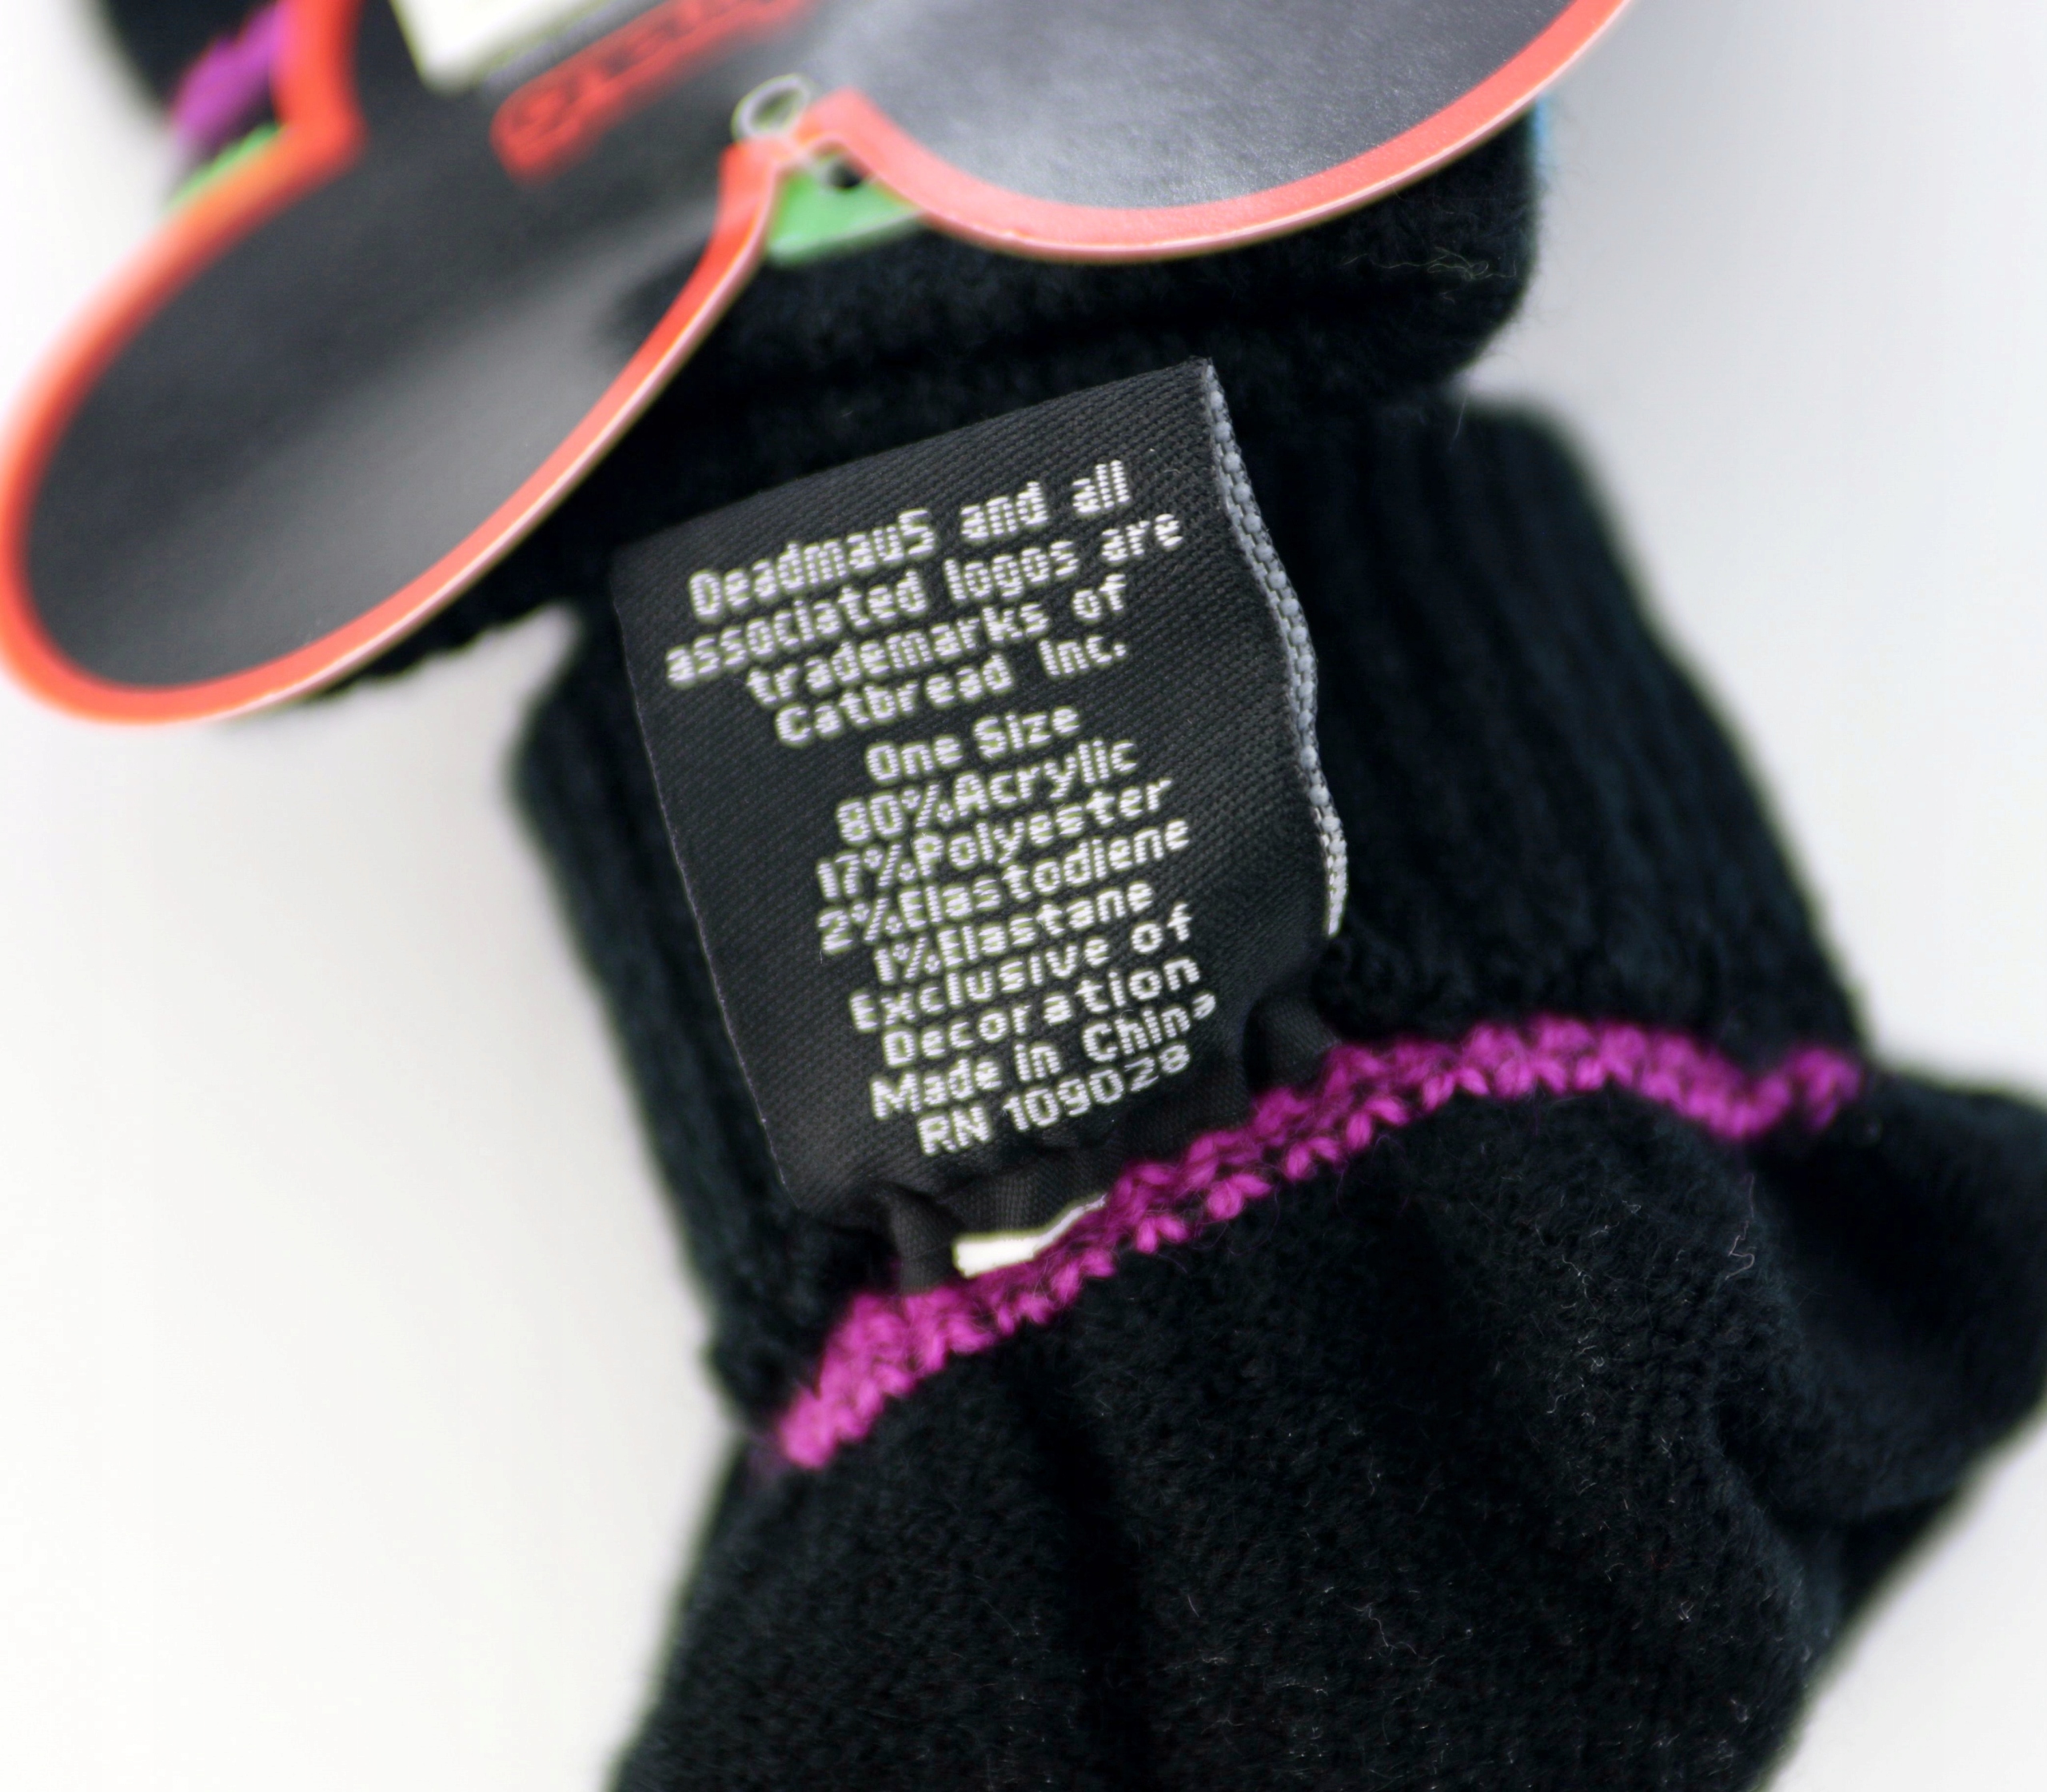 Deadmau5 and all
associated logos are
trademarks of
Catbread Inc.
One Size
80%Acrylic
17%Polyester
2%Elastodiene
1%Elastane
Exclusive of
Decoration
Made in China
RN 109028